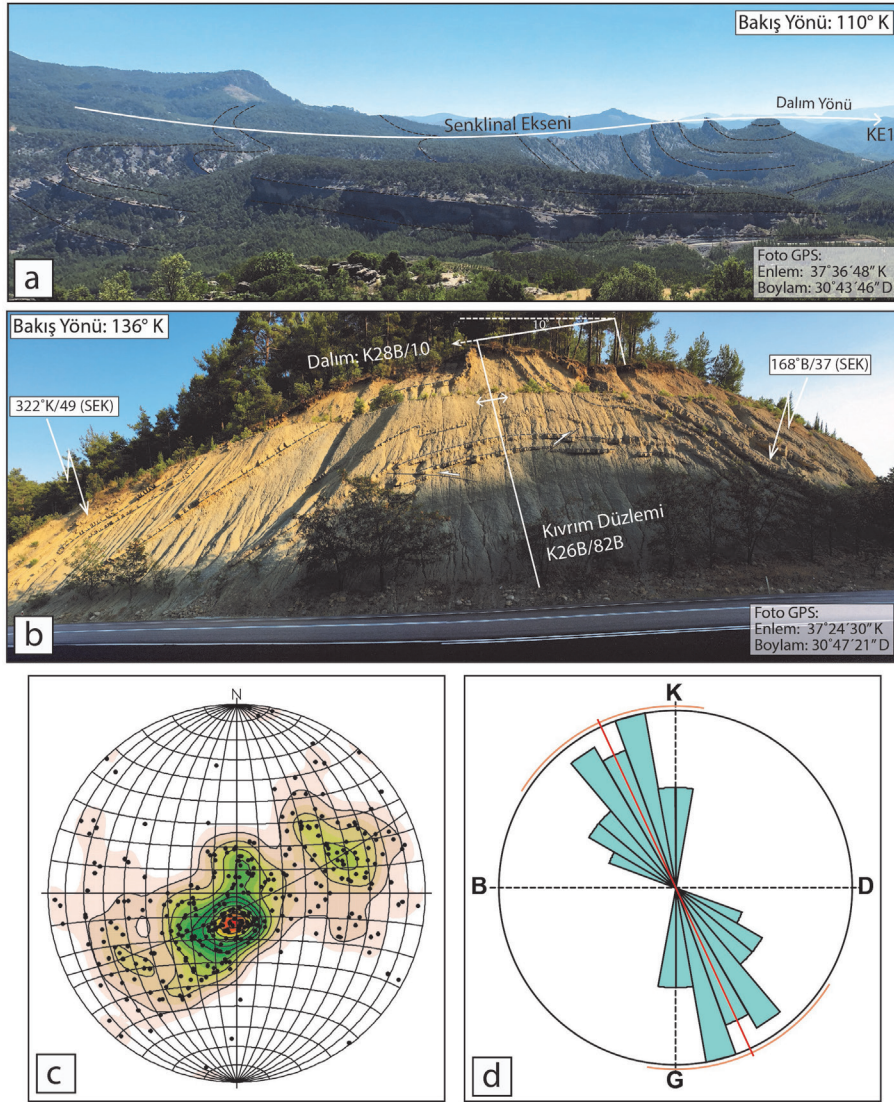 Bakış Yönü: 110° K
Senklinal Ekseni
Dalım Yönü
KE1
a
Foto GPS:
Enlem: 37°36´48” K
Boylam: 30°43´46” D
Bakış Yönü: 136° K
10°
Dalım: K28B/10
168°B/37 (SEK)
322°K/49 (SEK)
Kıvrım Düzlemi
K26B/82B
b
Foto GPS:
Enlem: 37°24´30” K
Boylam: 30°47´21” D
N
c
K
B
D
G
d